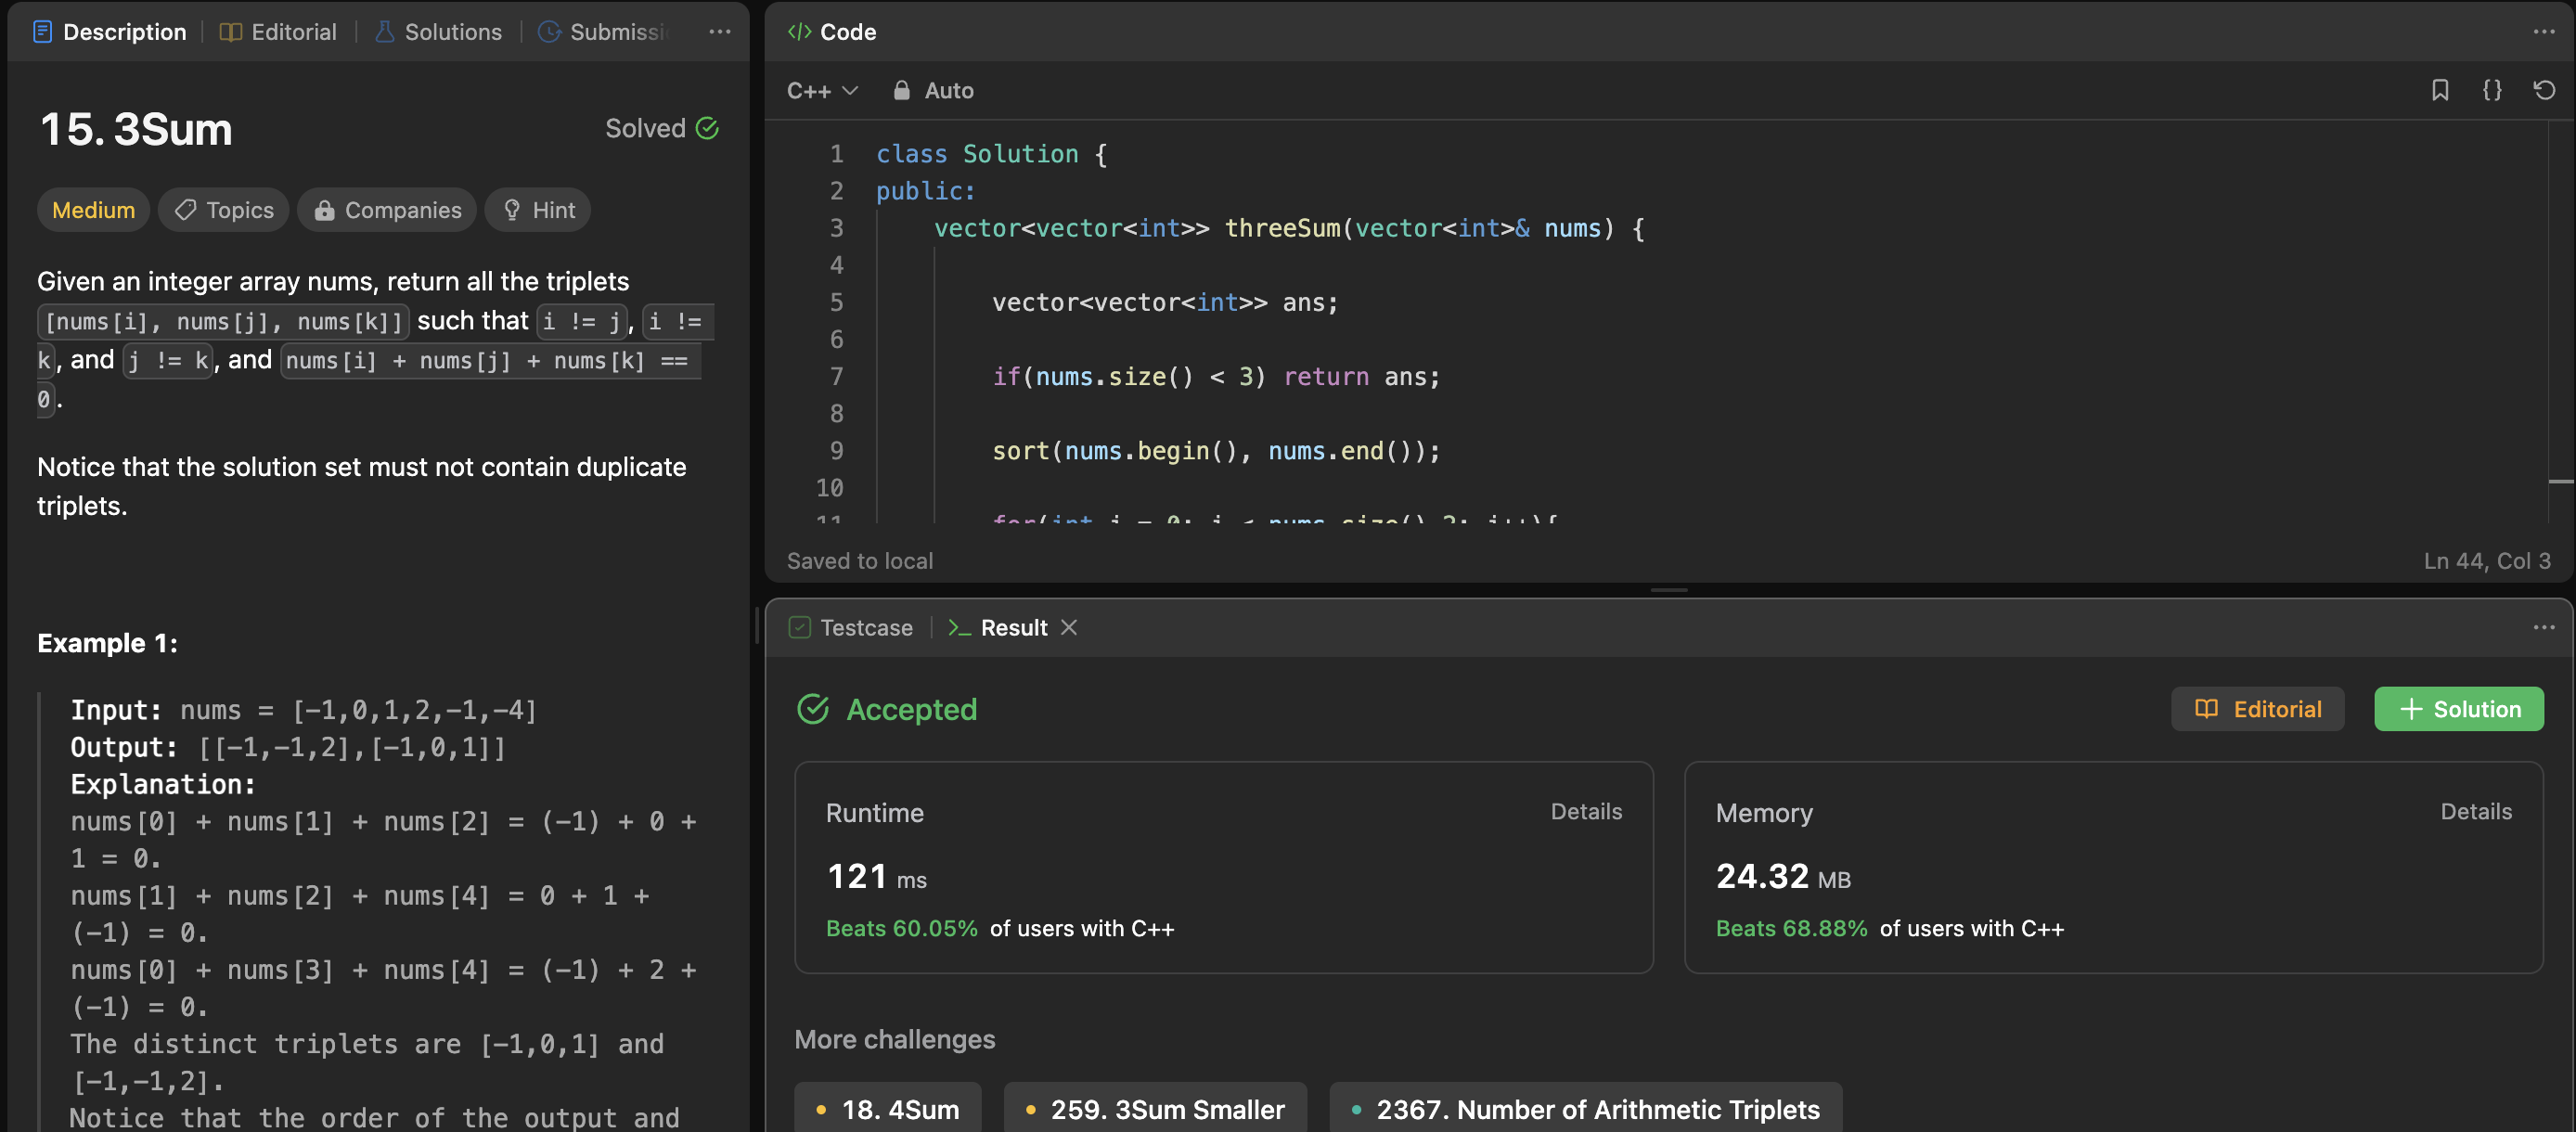 Description
Editorial
Solutions
Submissi
15. 3Sum
Solved
Medium
Topics
Companies
Hint
Given an integer array nums, return all the triplets
[nums[i], nums[j], nums[k]] such that i != j, i !=
k, and j != k, and nums[i] + nums[j] + nums[k] ==
0.
Notice that the solution set must not contain duplicate
triplets.
Example 1:
Input: nums = [-1,0,1,2,-1,-4]
Output: [[-1,-1,2],[-1,0,1]]
Explanation:
nums[0] + nums[1] + nums[2] = (-1) + 0 +
1 = 0.
nums[1] + nums[2] + nums[4] = 0 + 1 +
(-1) = 0.
nums[0] + nums[3] + nums[4] = (-1) + 2 +
(-1) = 0.
The distinct triplets are [-1,0,1] and
[-1,-1,2].
Notice that the order of the output and
</> Code
C++
Auto
{}
1 class Solution {
2 public:
3 vector<vector<int>> threeSum(vector<int>& nums) {
4
5 vector<vector<int>> ans;
6
7 if(nums.size() < 3) return ans;
8
9 sort(nums.begin(), nums.end());
10
11 for(int i = 0; i < nums.size()-2; i++){
Saved to local
Ln 44, Col 3
Testcase
>_ Result
Accepted
Editorial
+ Solution
Runtime
Details
121 ms
Beats 60.05% of users with C++
Memory
Details
24.32 MB
Beats 68.88% of users with C++
More challenges
18. 4Sum
259. 3Sum Smaller
2367. Number of Arithmetic Triplets